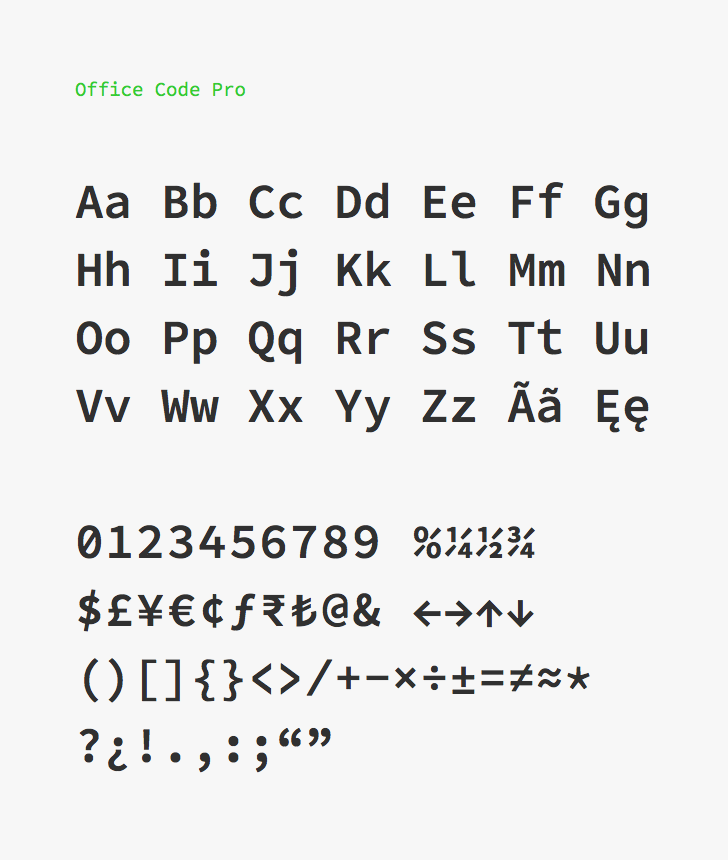 Office Code Pro
Aa Bb Cc Dd Ee Ff Gg
Hh Ii Jj Kk Ll Mm Nn
Oo Pp Qq Rr Ss Tt Uu
Vv Ww Xx Yy Zz Ãã Ęę
0123456789 %¼½¾
$£¥€¢ƒ₹₺@& ←→↑↓
()[]{}<>/+−×÷±=≠≈*
?¿!.,:;“”